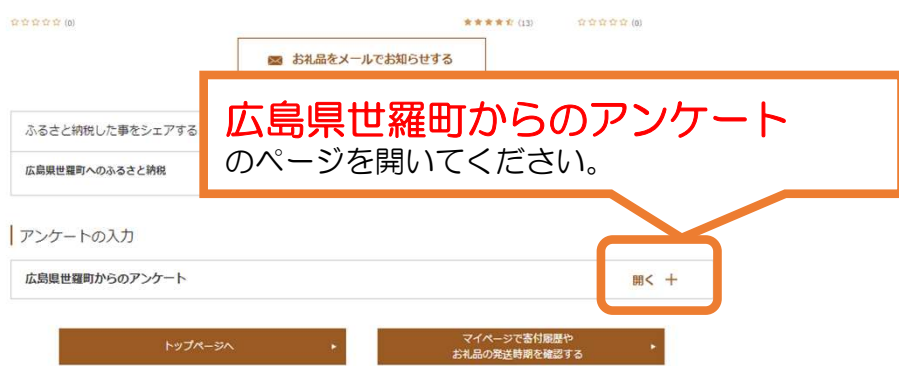 ☆☆☆☆☆ (0)
★★★★⯪ (13)
☆☆☆☆☆ (0)
お礼品をメールでお知らせする
広島県世羅町からのアンケート
のページを開いてください。
ふるさと納税した事をシェアする
広島県世羅町へのふるさと納税
アンケートの入力
広島県世羅町からのアンケート
開く ＋
トップページへ
マイページで寄付履歴や
お礼品の発送時期を確認する